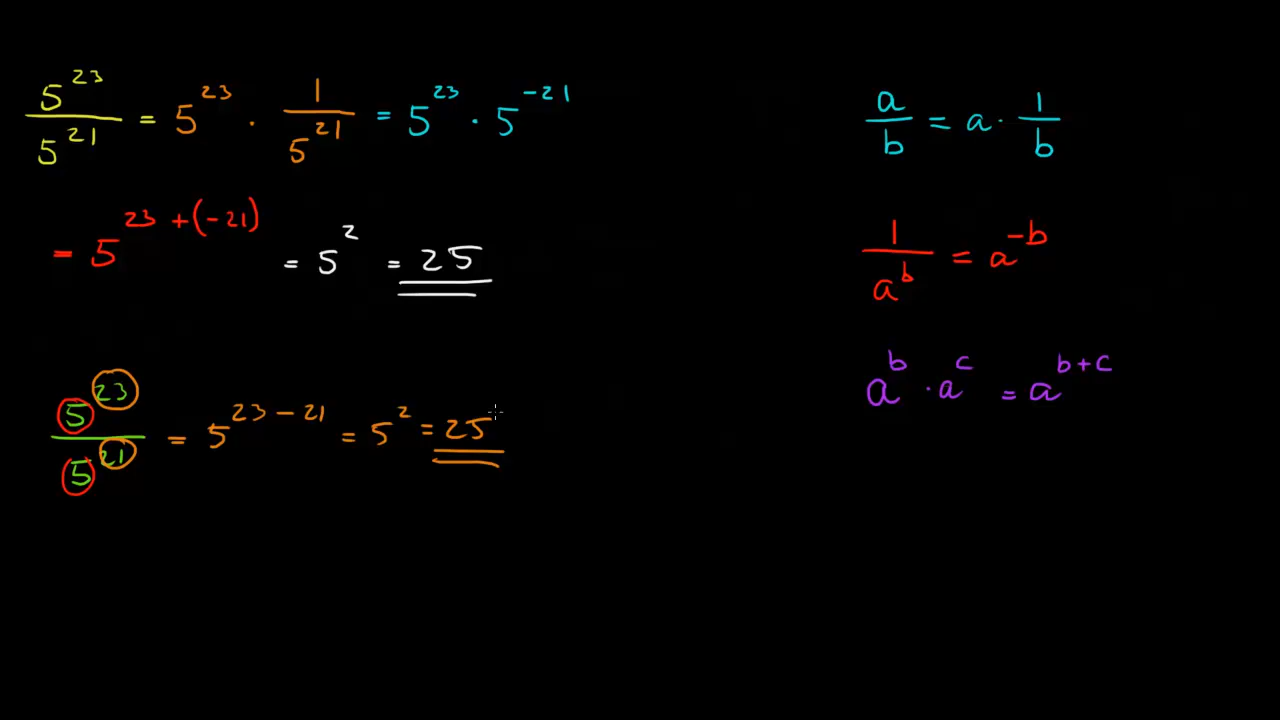 5^23 / 5^21 = 5^23 · 1 / 5^21 = 5^23 · 5^-21
= 5^23 + (-21) = 5^2 = 25
5^23 / 5^21 = 5^23 - 21 = 5^2 = 25
a / b = a · 1 / b
1 / a^b = a^-b
a^b · a^c = a^b+c